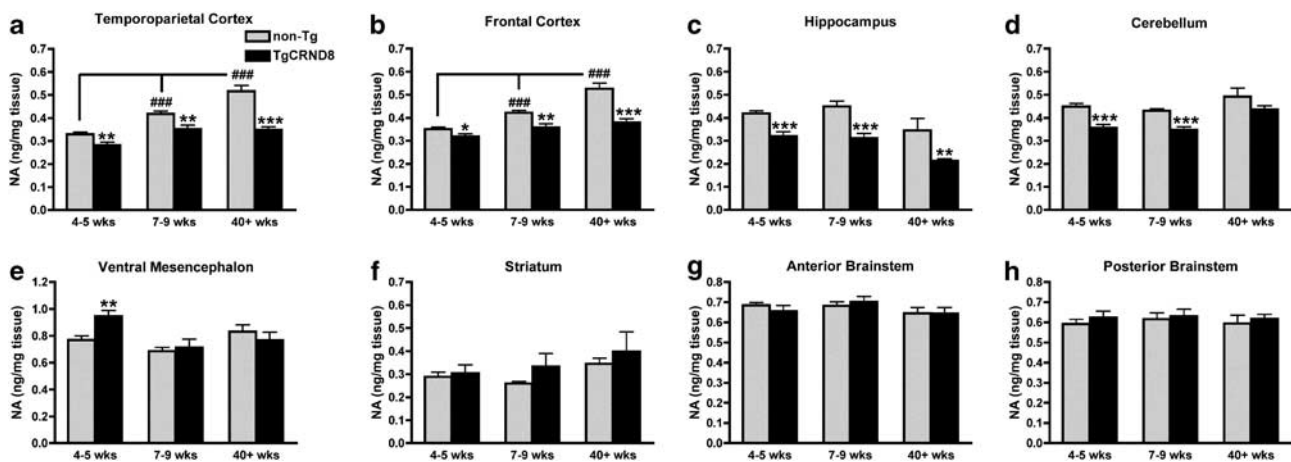 a
Temporoparietal Cortex
non-Tg
TgCRND8
NA (ng/mg tissue)
0.7
0.6
0.5
0.4
0.3
0.2
0.1
0.0
###
###
**
**
***
4-5 wks
7-9 wks
40+ wks
b
Frontal Cortex
NA (ng/mg tissue)
0.7
0.6
0.5
0.4
0.3
0.2
0.1
0.0
###
###
*
**
***
4-5 wks
7-9 wks
40+ wks
c
Hippocampus
NA (ng/mg tissue)
0.7
0.6
0.5
0.4
0.3
0.2
0.1
0.0
***
***
**
4-5 wks
7-9 wks
40+ wks
d
Cerebellum
NA (ng/mg tissue)
0.7
0.6
0.5
0.4
0.3
0.2
0.1
0.0
***
***
4-5 wks
7-9 wks
40+ wks
e
Ventral Mesencephalon
NA (ng/mg tissue)
1.2
1.0
0.8
0.6
0.4
0.2
0.0
**
4-5 wks
7-9 wks
40+ wks
f
Striatum
NA (ng/mg tissue)
0.7
0.6
0.5
0.4
0.3
0.2
0.1
0.0
4-5 wks
7-9 wks
40+ wks
g
Anterior Brainstem
NA (ng/mg tissue)
0.8
0.7
0.6
0.5
0.4
0.3
0.2
0.1
0.0
4-5 wks
7-9 wks
40+ wks
h
Posterior Brainstem
NA (ng/mg tissue)
0.8
0.7
0.6
0.5
0.4
0.3
0.2
0.1
0.0
4-5 wks
7-9 wks
40+ wks